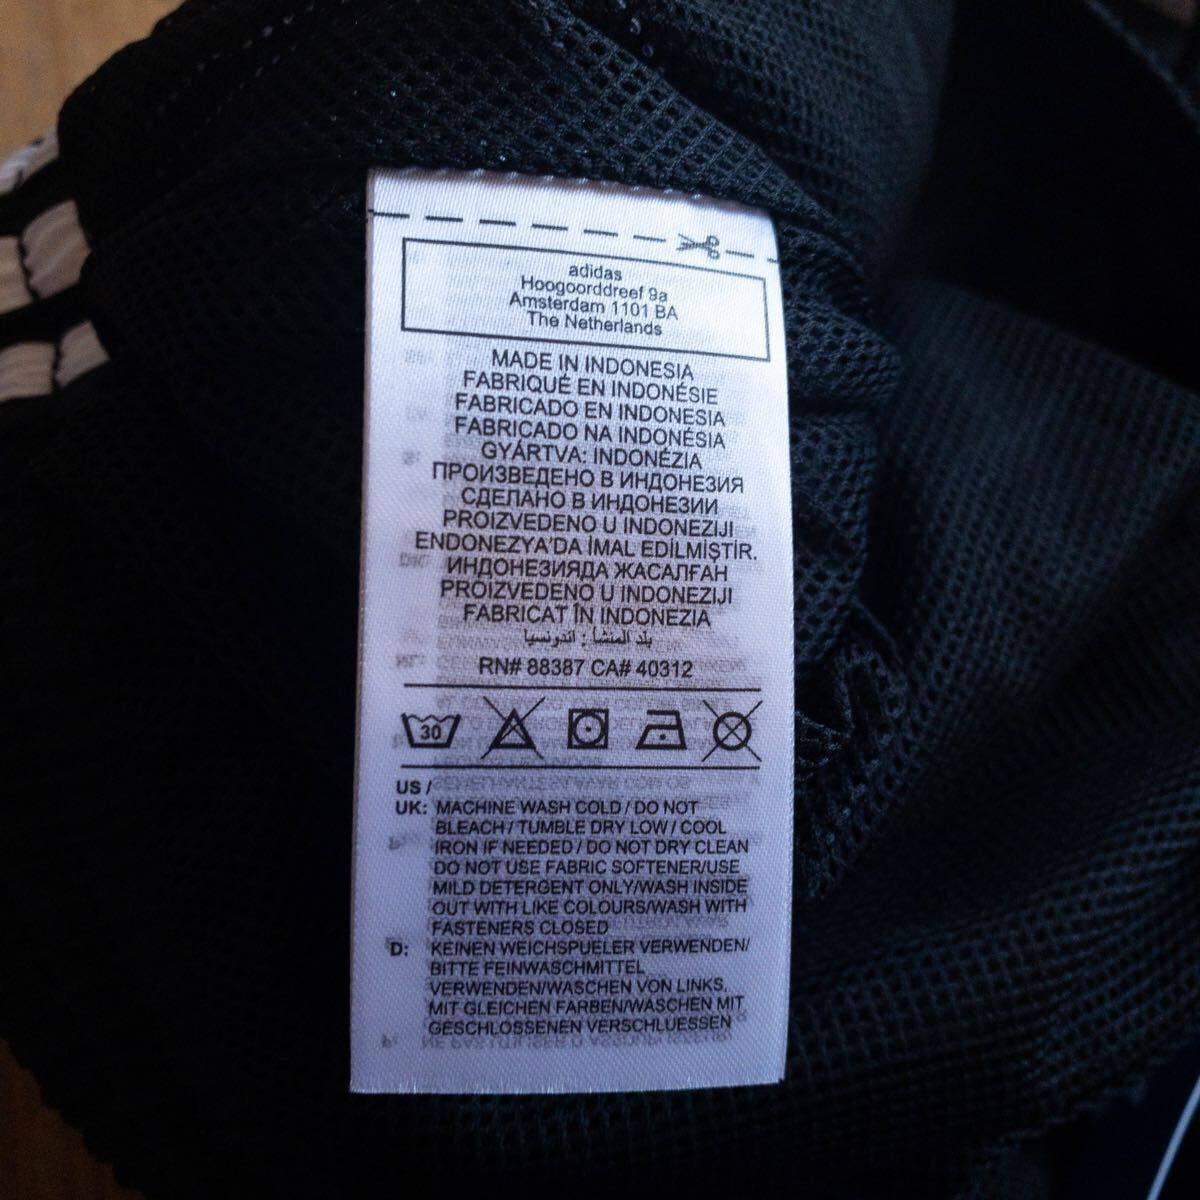 adidas
Hoogoorddreef 9a
Amsterdam 1101 BA
The Netherlands
MADE IN INDONESIA
FABRIQUÉ EN INDONÉSIE
FABRICADO EN INDONESIA
FABRICADO NA INDONÉSIA
GYÁRTVA: INDONÉZIA
ПРОИЗВЕДЕНО В ИНДОНЕЗИЯ
СДЕЛАНО В ИНДОНЕЗИИ
PROIZVEDENO U INDONEZIJI
ENDONEZYA'DA İMAL EDİLMİŞTİR.
ИНДОНЕЗИЯДА ЖАСАЛҒАН
PROIZVEDENO U INDONEZIJI
FABRICAT ÎN INDONEZIA
بلد المنشأ : اندونسيا
RN# 88387 CA# 40312
30
US /
UK: MACHINE WASH COLD / DO NOT
BLEACH / TUMBLE DRY LOW / COOL
IRON IF NEEDED / DO NOT DRY CLEAN
DO NOT USE FABRIC SOFTENER/USE
MILD DETERGENT ONLY/WASH INSIDE
OUT WITH LIKE COLOURS/WASH WITH
FASTENERS CLOSED
D: KEINEN WEICHSPUELER VERWENDEN/
BITTE FEINWASCHMITTEL
VERWENDEN/WASCHEN VON LINKS,
MIT GLEICHEN FARBEN/WASCHEN MIT
GESCHLOSSENEN VERSCHLUESSEN